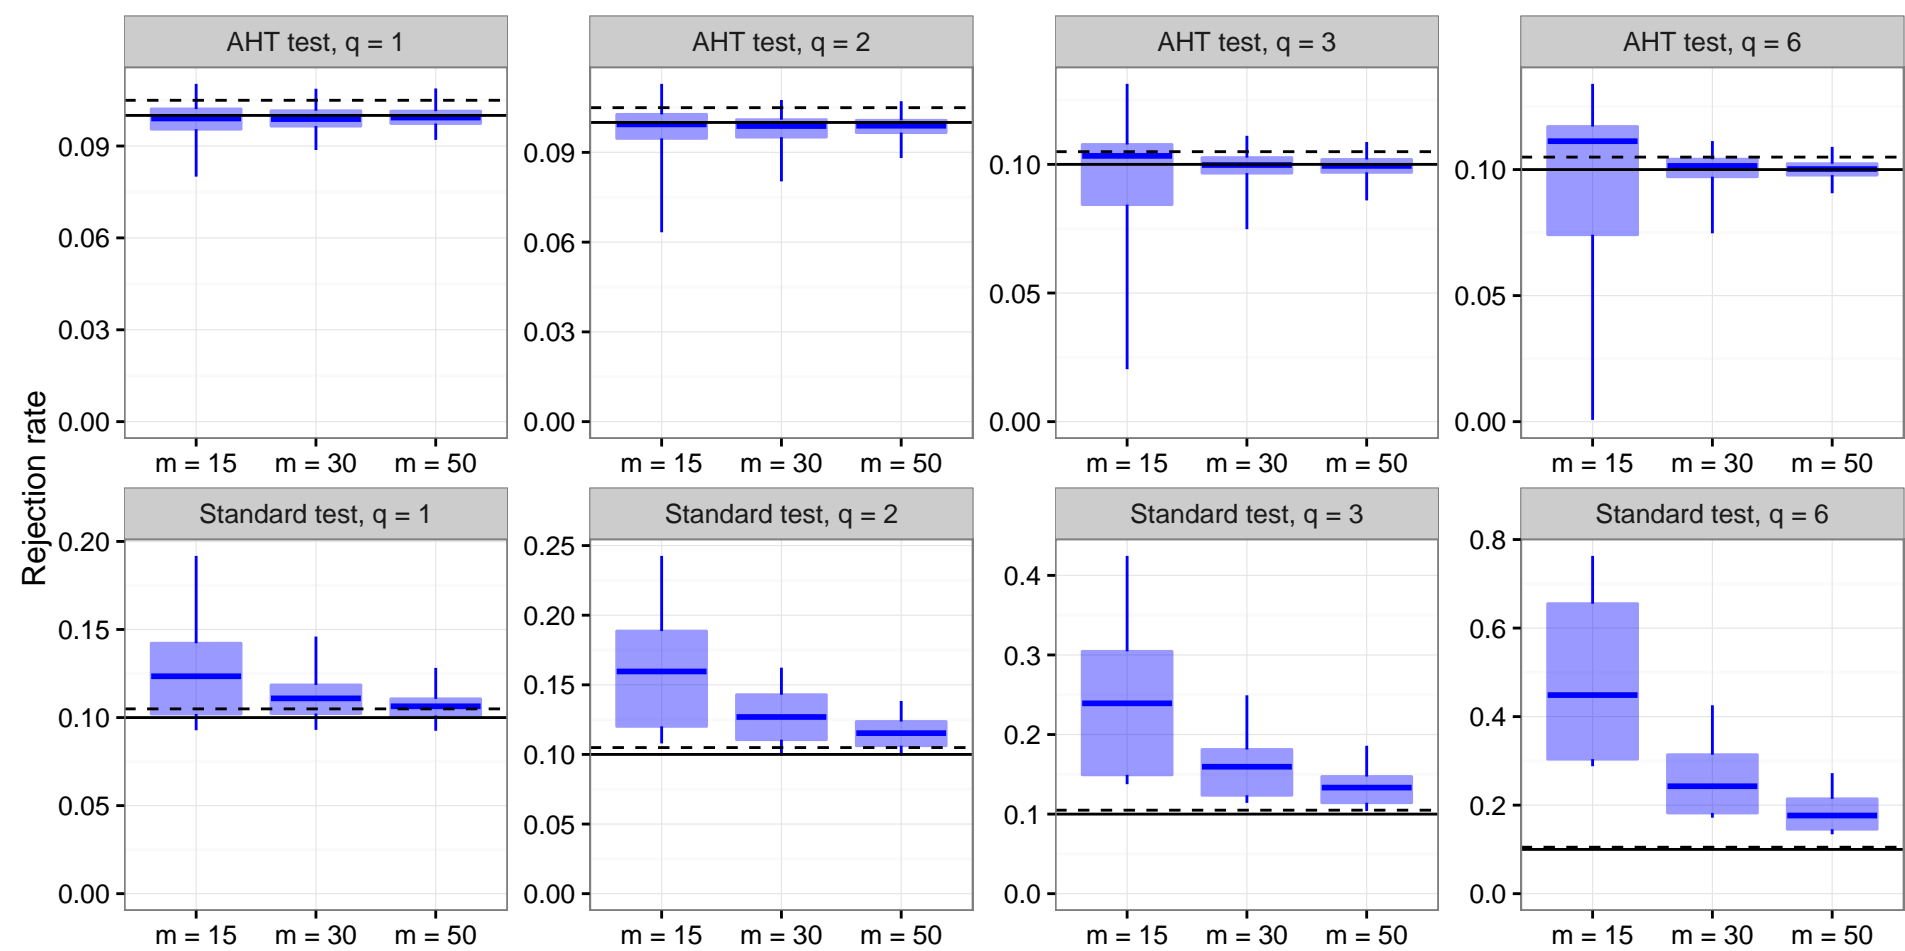 AHT test, q = 1
AHT test, q = 2
AHT test, q = 3
AHT test, q = 6
0.09
0.06
0.03
0.00
0.09
0.06
0.03
0.00
0.10
0.05
0.00
0.10
0.05
0.00
m = 15 m = 30 m = 50
m = 15 m = 30 m = 50
m = 15 m = 30 m = 50
m = 15 m = 30 m = 50
Rejection rate
Standard test, q = 1
Standard test, q = 2
Standard test, q = 3
Standard test, q = 6
0.20
0.15
0.10
0.05
0.00
0.25
0.20
0.15
0.10
0.05
0.00
0.4
0.3
0.2
0.1
0.0
0.8
0.6
0.4
0.2
0.0
m = 15 m = 30 m = 50
m = 15 m = 30 m = 50
m = 15 m = 30 m = 50
m = 15 m = 30 m = 50